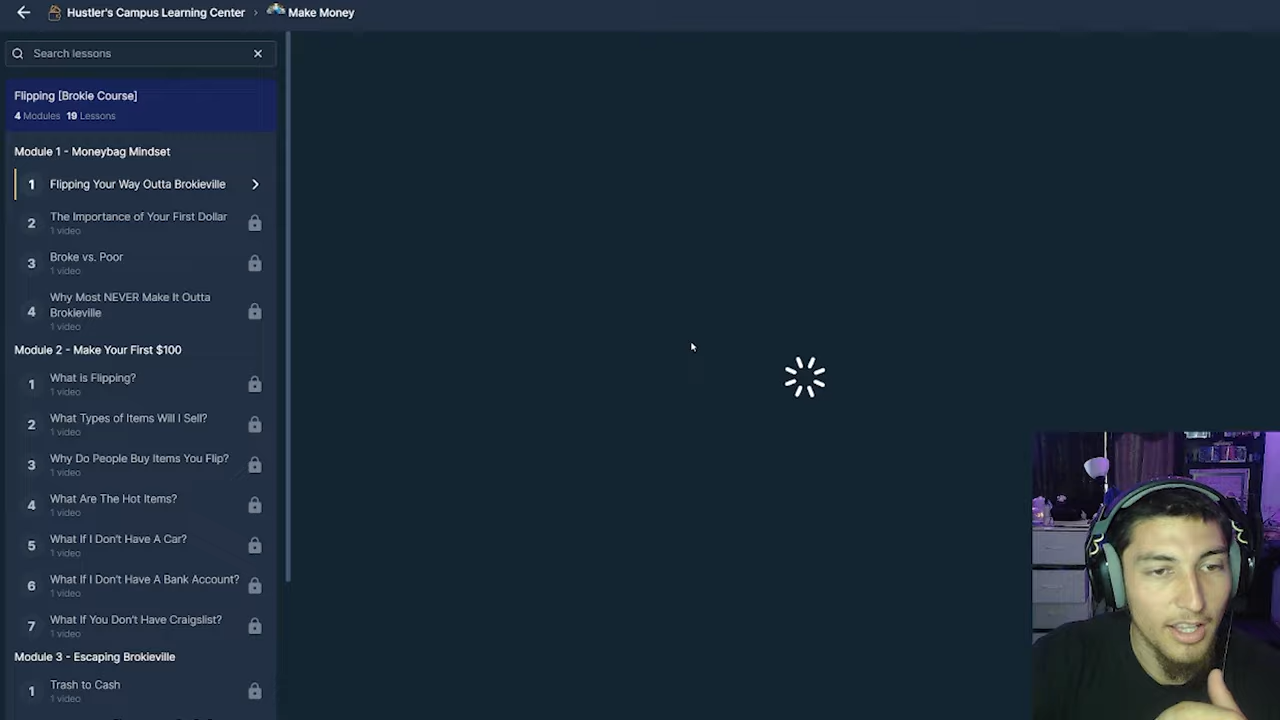 Hustler's Campus Learning Center
Make Money
Search lessons
Flipping [Brokie Course]
4 Modules 19 Lessons
Module 1 - Moneybag Mindset
1 Flipping Your Way Outta Brokieville
2 The Importance of Your First Dollar
1 video
3 Broke vs. Poor
1 video
4 Why Most NEVER Make It Outta
Brokieville
1 video
Module 2 - Make Your First $100
1 What is Flipping?
1 video
2 What Types of Items Will I Sell?
1 video
3 Why Do People Buy Items You Flip?
1 video
4 What Are The Hot Items?
1 video
5 What If I Don't Have A Car?
1 video
6 What If I Don't Have A Bank Account?
1 video
7 What If You Don't Have Craigslist?
1 video
Module 3 - Escaping Brokieville
1 Trash to Cash
1 video